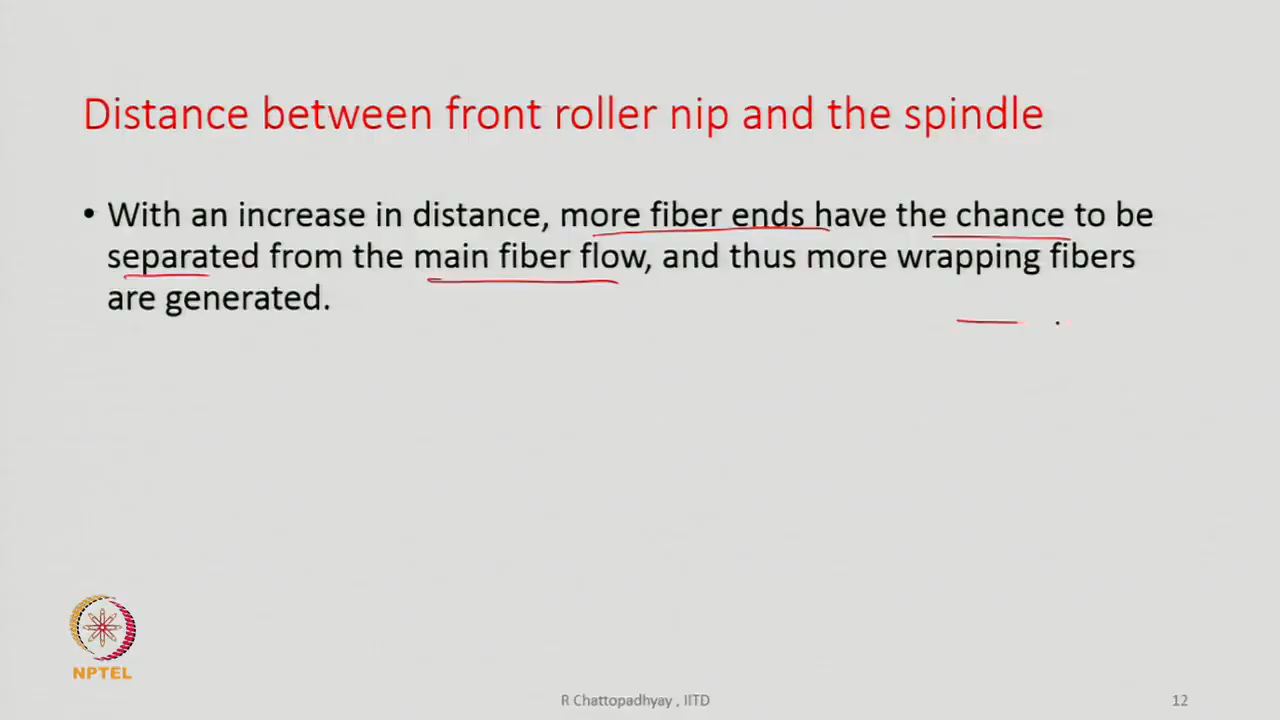 Distance between front roller nip and the spindle
• With an increase in distance, more fiber ends have the chance to be
separated from the main fiber flow, and thus more wrapping fibers
are generated.
NPTEL
R Chattopadhyay , IITD
12